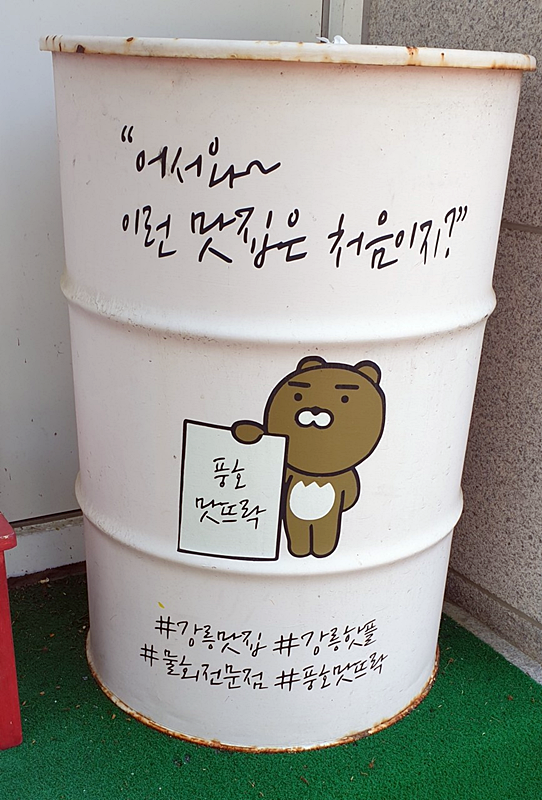 "어서와~
이런 맛집은 처음이지?"
풍호
맛뜨락
#강릉맛집 #강릉핫플
#물회전문점 #풍호맛뜨락